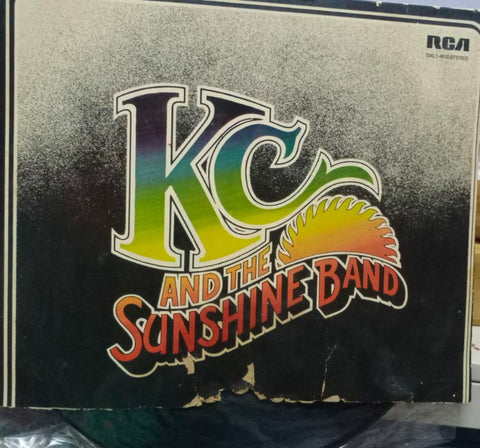 RCA
KC
AND THE
SUNSHINE BAND